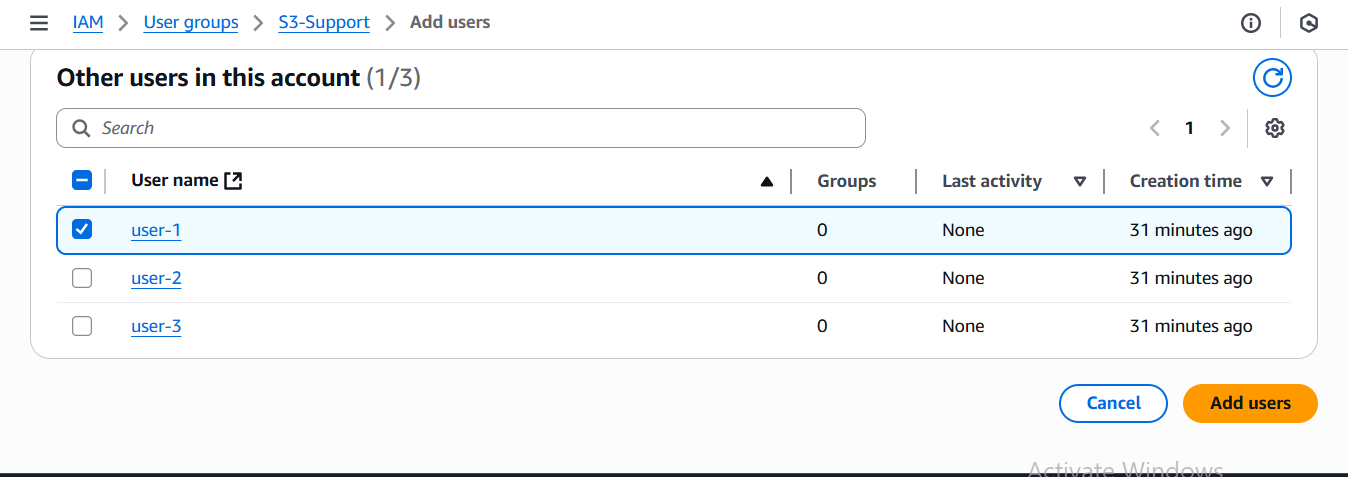 IAM > User groups > S3-Support > Add users
Other users in this account (1/3)
Search
1
User name Groups Last activity Creation time
user-1 0 None 31 minutes ago
user-2 0 None 31 minutes ago
user-3 0 None 31 minutes ago
Cancel Add users
Activate Windows